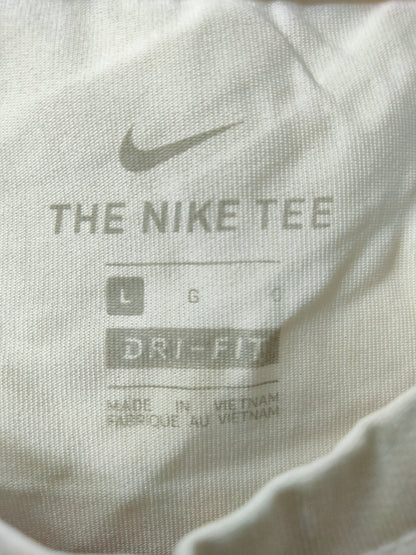 THE NIKE TEE
L G G
DRI-FIT
MADE IN VIETNAM
FABRIQUE AU VIETNAM